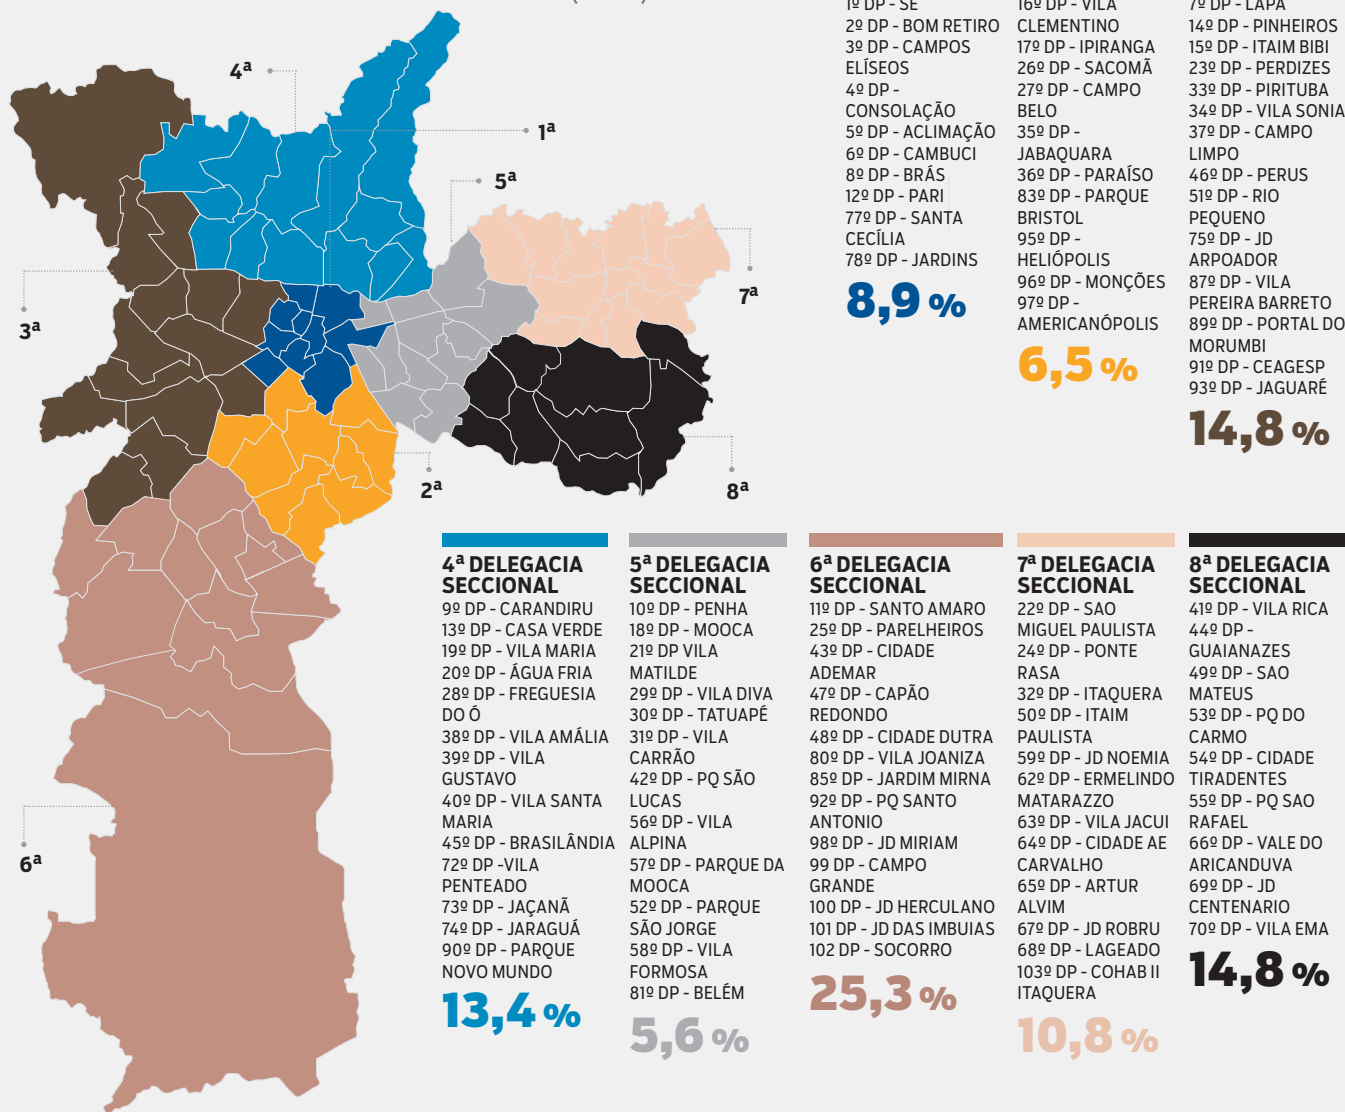 4ª
1ª
5ª
7ª
3ª
2ª
8ª
6ª
1º DP - SÉ
2º DP - BOM RETIRO
3º DP - CAMPOS
ELÍSEOS
4º DP -
CONSOLAÇÃO
5º DP - ACLIMAÇÃO
6º DP - CAMBUCI
8º DP - BRÁS
12º DP - PARI
77º DP - SANTA
CECÍLIA
78º DP - JARDINS
8,9 %
16º DP - VILA
CLEMENTINO
17º DP - IPIRANGA
26º DP - SACOMÃ
27º DP - CAMPO
BELO
35º DP -
JABAQUARA
36º DP - PARAÍSO
83º DP - PARQUE
BRISTOL
95º DP -
HELIÓPOLIS
96º DP - MONÇÕES
97º DP -
AMERICANÓPOLIS
6,5 %
7º DP - LAPA
14º DP - PINHEIROS
15º DP - ITAIM BIBI
23º DP - PERDIZES
33º DP - PIRITUBA
34º DP - VILA SONIA
37º DP - CAMPO
LIMPO
46º DP - PERUS
51º DP - RIO
PEQUENO
75º DP - JD
ARPOADOR
87º DP - VILA
PEREIRA BARRETO
89º DP - PORTAL DO
MORUMBI
91º DP - CEAGESP
93º DP - JAGUARÉ
14,8 %
4ª DELEGACIA
SECCIONAL
9º DP - CARANDIRU
13º DP - CASA VERDE
19º DP - VILA MARIA
20º DP - ÁGUA FRIA
28º DP - FREGUESIA
DO Ó
38º DP - VILA AMÁLIA
39º DP - VILA
GUSTAVO
40º DP - VILA SANTA
MARIA
45º DP - BRASILÂNDIA
72º DP -VILA
PENTEADO
73º DP - JAÇANÃ
74º DP - JARAGUÁ
90º DP - PARQUE
NOVO MUNDO
13,4 %
5ª DELEGACIA
SECCIONAL
10º DP - PENHA
18º DP - MOOCA
21º DP VILA
MATILDE
29º DP - VILA DIVA
30º DP - TATUAPÉ
31º DP - VILA
CARRÃO
42º DP - PQ SÃO
LUCAS
56º DP - VILA
ALPINA
57º DP - PARQUE DA
MOOCA
52º DP - PARQUE
SÃO JORGE
58º DP - VILA
FORMOSA
81º DP - BELÉM
5,6 %
6ª DELEGACIA
SECCIONAL
11º DP - SANTO AMARO
25º DP - PARELHEIROS
43º DP - CIDADE
ADEMAR
47º DP - CAPÃO
REDONDO
48º DP - CIDADE DUTRA
80º DP - VILA JOANIZA
85º DP - JARDIM MIRNA
92º DP - PQ SANTO
ANTONIO
98º DP - JD MIRIAM
99 DP - CAMPO
GRANDE
100 DP - JD HERCULANO
101 DP - JD DAS IMBUIAS
102 DP - SOCORRO
25,3 %
7ª DELEGACIA
SECCIONAL
22º DP - SAO
MIGUEL PAULISTA
24º DP - PONTE
RASA
32º DP - ITAQUERA
50º DP - ITAIM
PAULISTA
59º DP - JD NOEMIA
62º DP - ERMELINDO
MATARAZZO
63º DP - VILA JACUI
64º DP - CIDADE AE
CARVALHO
65º DP - ARTUR
ALVIM
67º DP - JD ROBRU
68º DP - LAGEADO
103º DP - COHAB II
ITAQUERA
10,8 %
8ª DELEGACIA
SECCIONAL
41º DP - VILA RICA
44º DP -
GUAIANAZES
49º DP - SAO
MATEUS
53º DP - PQ DO
CARMO
54º DP - CIDADE
TIRADENTES
55º DP - PQ SAO
RAFAEL
66º DP - VALE DO
ARICANDUVA
69º DP - JD
CENTENARIO
70º DP - VILA EMA
14,8 %